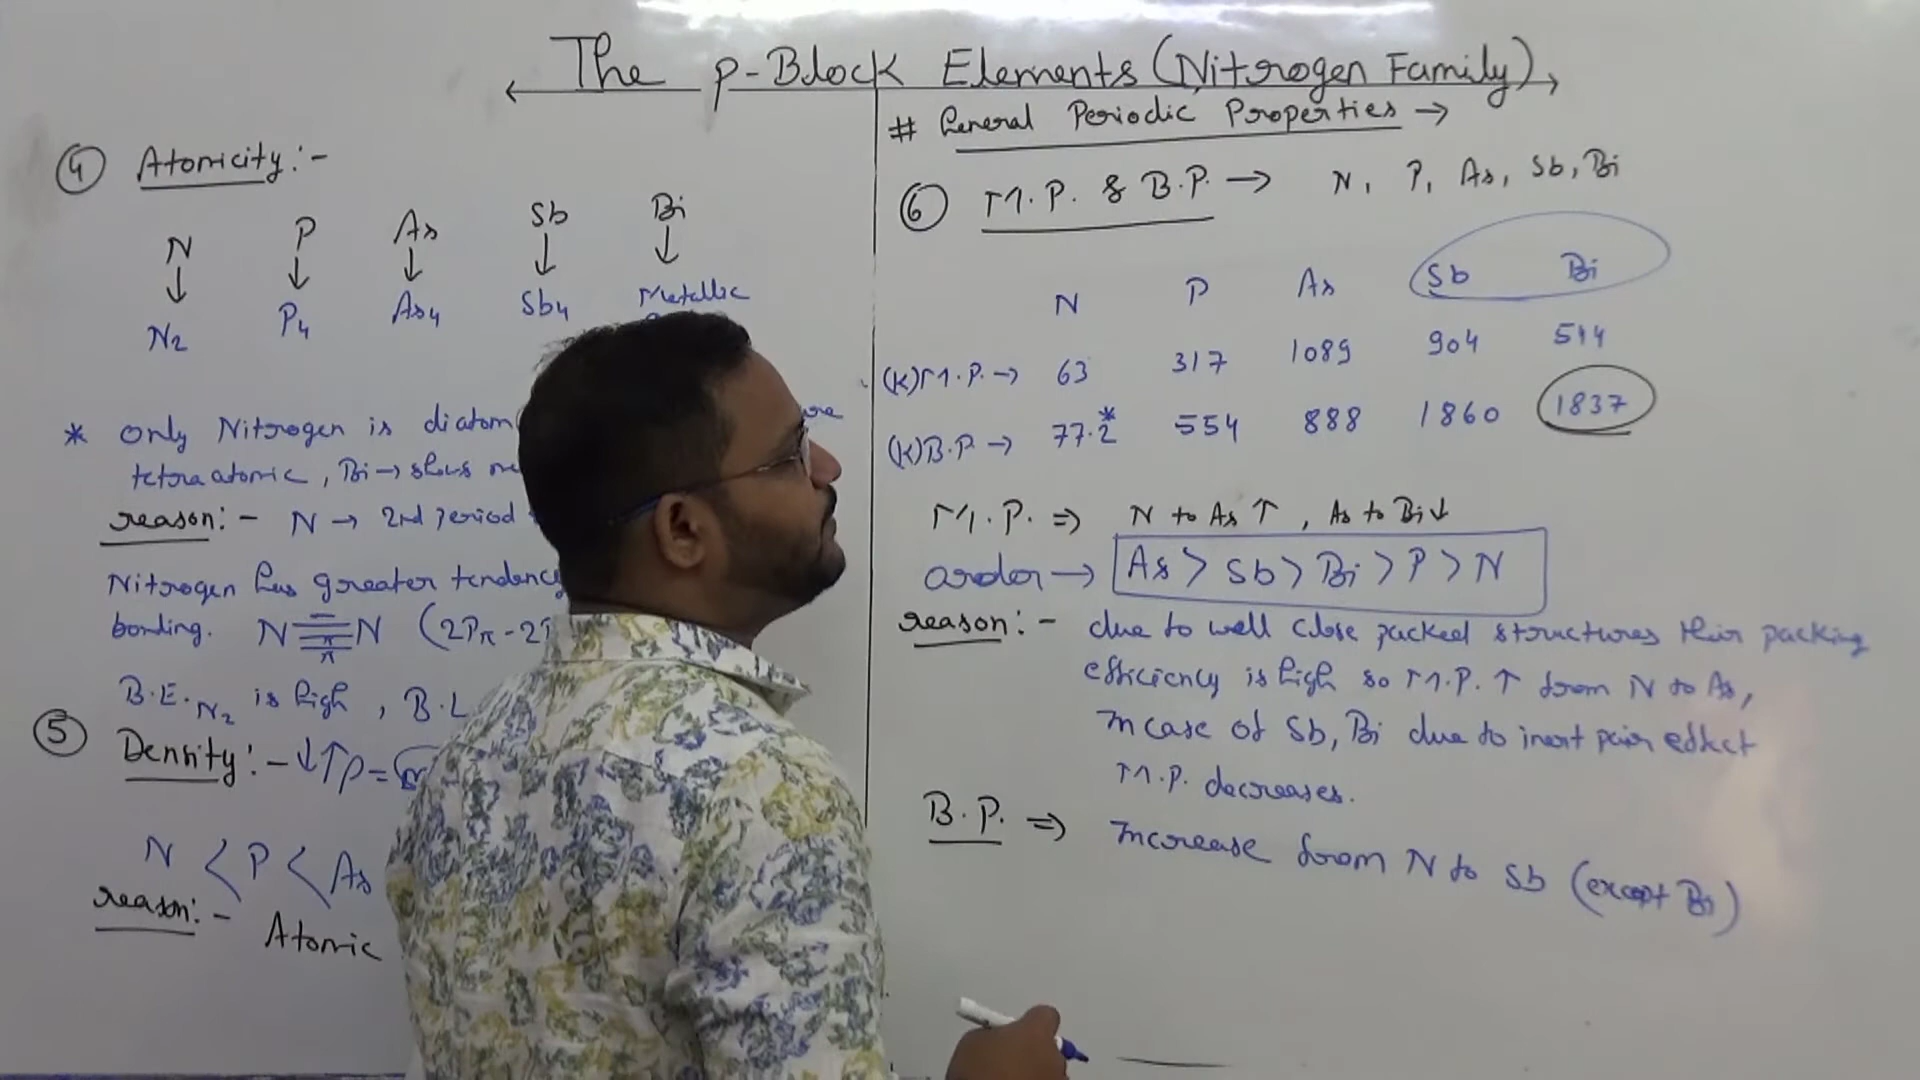 The p-Block Elements (Nitrogen Family)
④ Atomicity:-
N P As Sb Bi
↓ ↓ ↓ ↓ ↓
N2 P4 As4 Sb4 Metallic
* only Nitrogen is diatom
tetraatomic, Bi→ shows
reason:- N → 2nd period
Nitrogen has greater tendency
bonding. N≡N (2Pπ-2
π
π
B.E.N2 is high, B.L
⑤ Density:- ↓↑ρ =
N < P < As
reason:- Atomic
# General Periodic Properties →
⑥ M.P. & B.P. → N, P, As, Sb, Bi
N P As Sb Bi
(K) M.P. → 63 317 1089 904 544
(K) B.P → 77.2* 554 888 1860 1837
M.P. ⇒ N to As ↑, As to Bi ↓
order → As > Sb > Bi > P > N
reason:- due to well close packed structures their packing
efficiency is high so M.P. ↑ from N to As,
In case of Sb, Bi due to inert pair effect
M.P. decreases.
B.P. ⇒ Increase from N to Sb (except Bi)